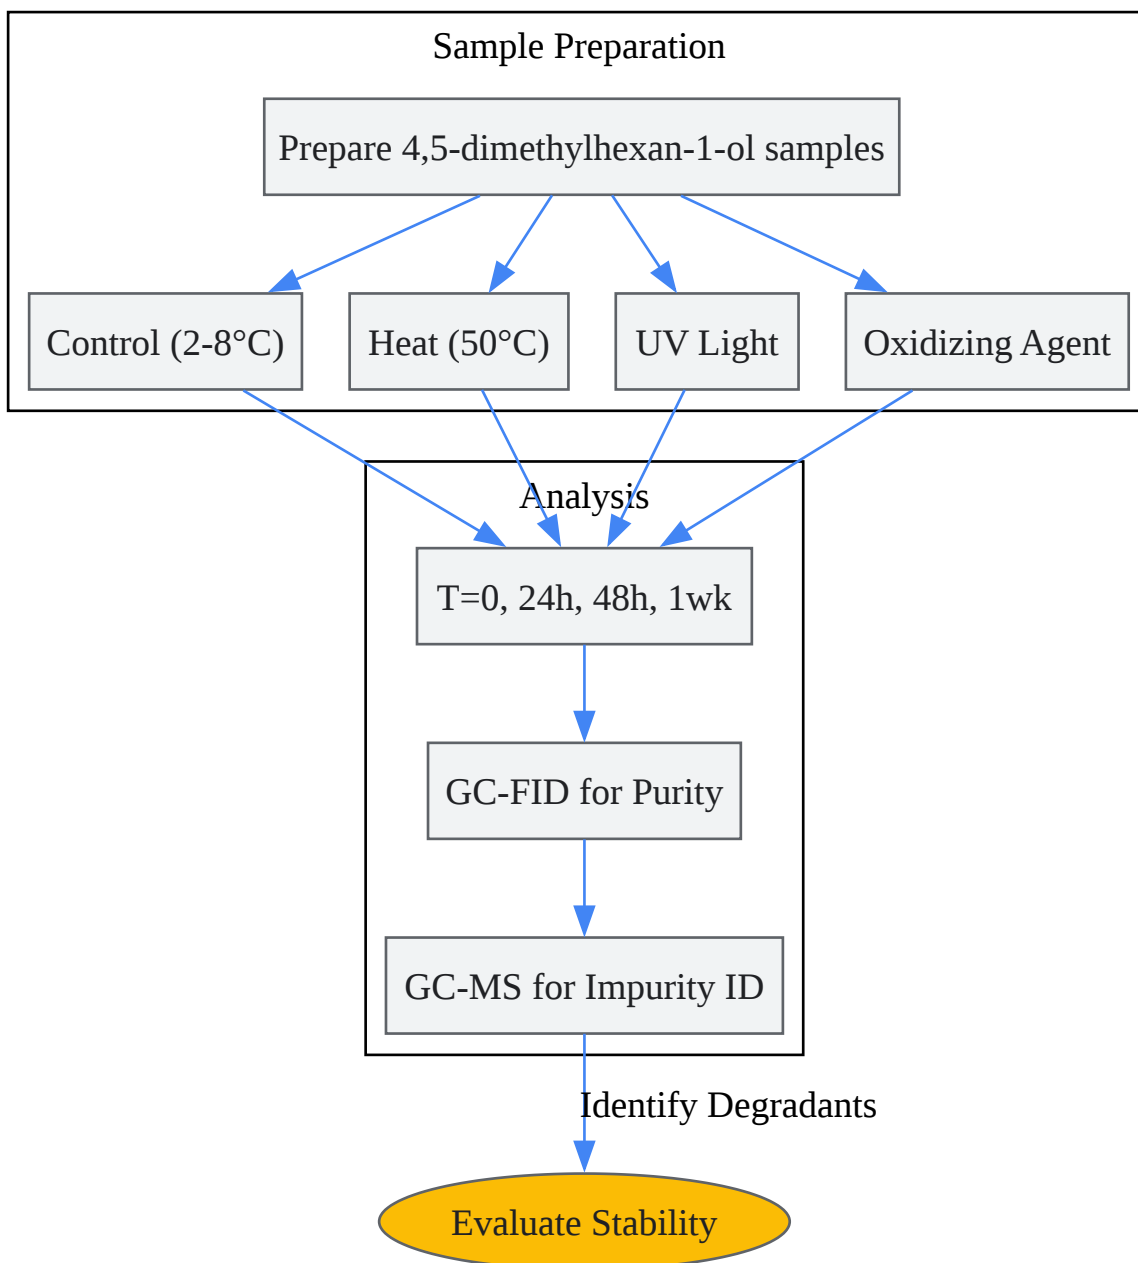 Sample Preparation
Prepare 4,5-dimethylhexan-1-ol samples
Control (2-8°C)
Heat (50°C)
UV Light
Oxidizing Agent
Analysis
T=0, 24h, 48h, 1wk
GC-FID for Purity
GC-MS for Impurity ID
Identify Degradants
Evaluate Stability